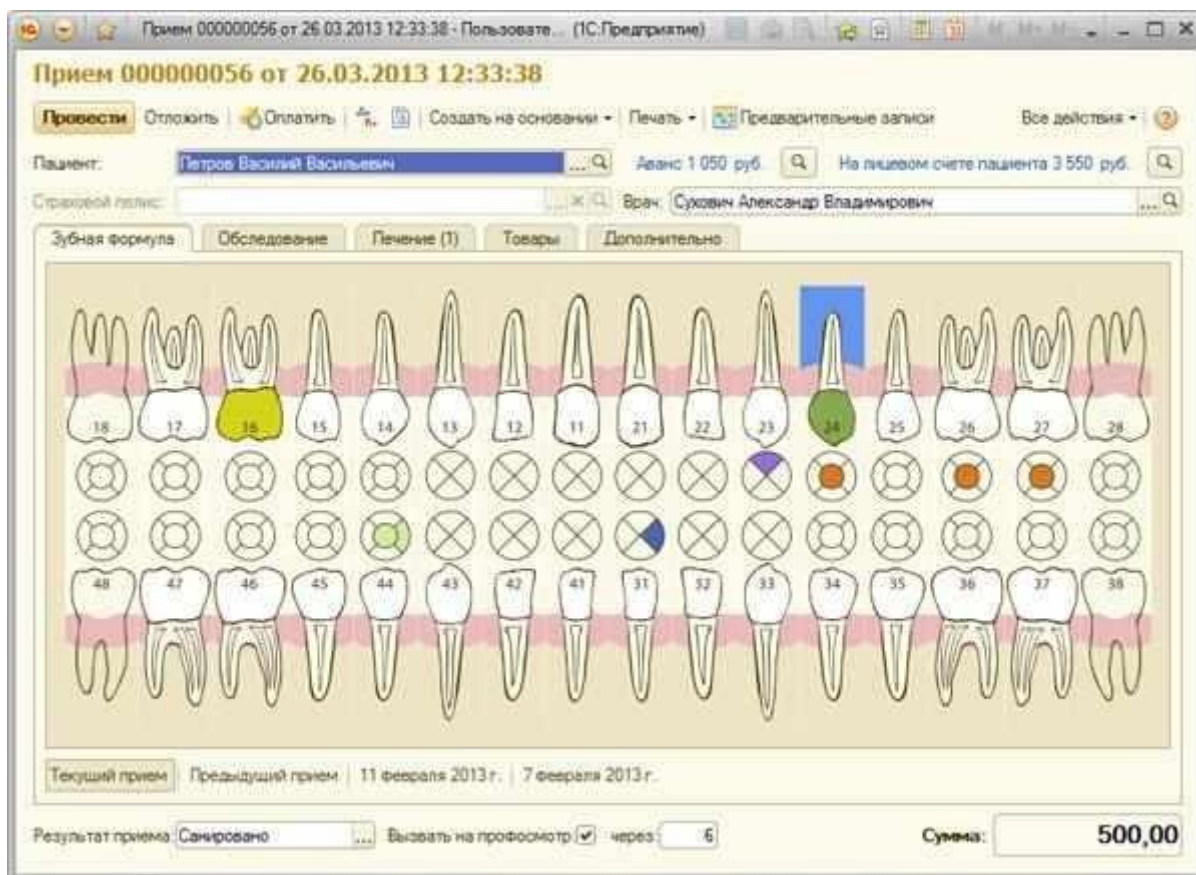 Прием 000000056 от 26.03.2013 12:33:38 - Пользовате... (1С:Предприятие)
Прием 000000056 от 26.03.2013 12:33:38
Провести Отложить Оплатить Создать на основании Печать Предварительные записи Все действия
Пациент: Петров Василий Васильевич ... Аванс 1 050 руб. На лицевом счете пациента 3 550 руб.
Страховой полис: Врач: Сухович Александр Владимирович ...
Зубная формула Обследование Лечение (1) Товары Дополнительно
18 17 16 15 14 13 12 11 21 22 23 24 25 26 27 28
48 47 46 45 44 43 42 41 31 32 33 34 35 36 37 38
Текущий прием Предыдущий прием 11 февраля 2013 г. 7 февраля 2013 г.
Результат приема: Санировано ... Вызвать на профосмотр через: 6 Сумма: 500,00